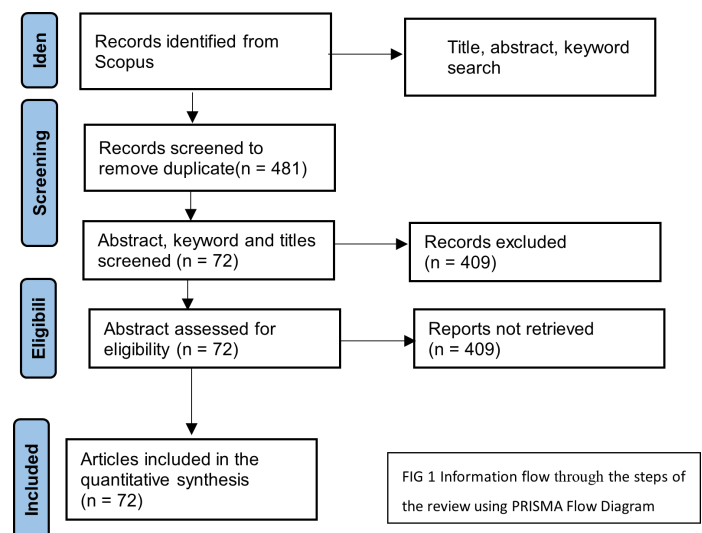 Iden
Records identified from
Scopus
Title, abstract, keyword
search
Screening
Records screened to
remove duplicate(n = 481)
Abstract, keyword and titles
screened (n = 72)
Records excluded
(n = 409)
Eligibili
Abstract assessed for
eligibility (n = 72)
Reports not retrieved
(n = 409)
Included
Articles included in the
quantitative synthesis
(n = 72)
FIG 1 Information flow through the steps of
the review using PRISMA Flow Diagram